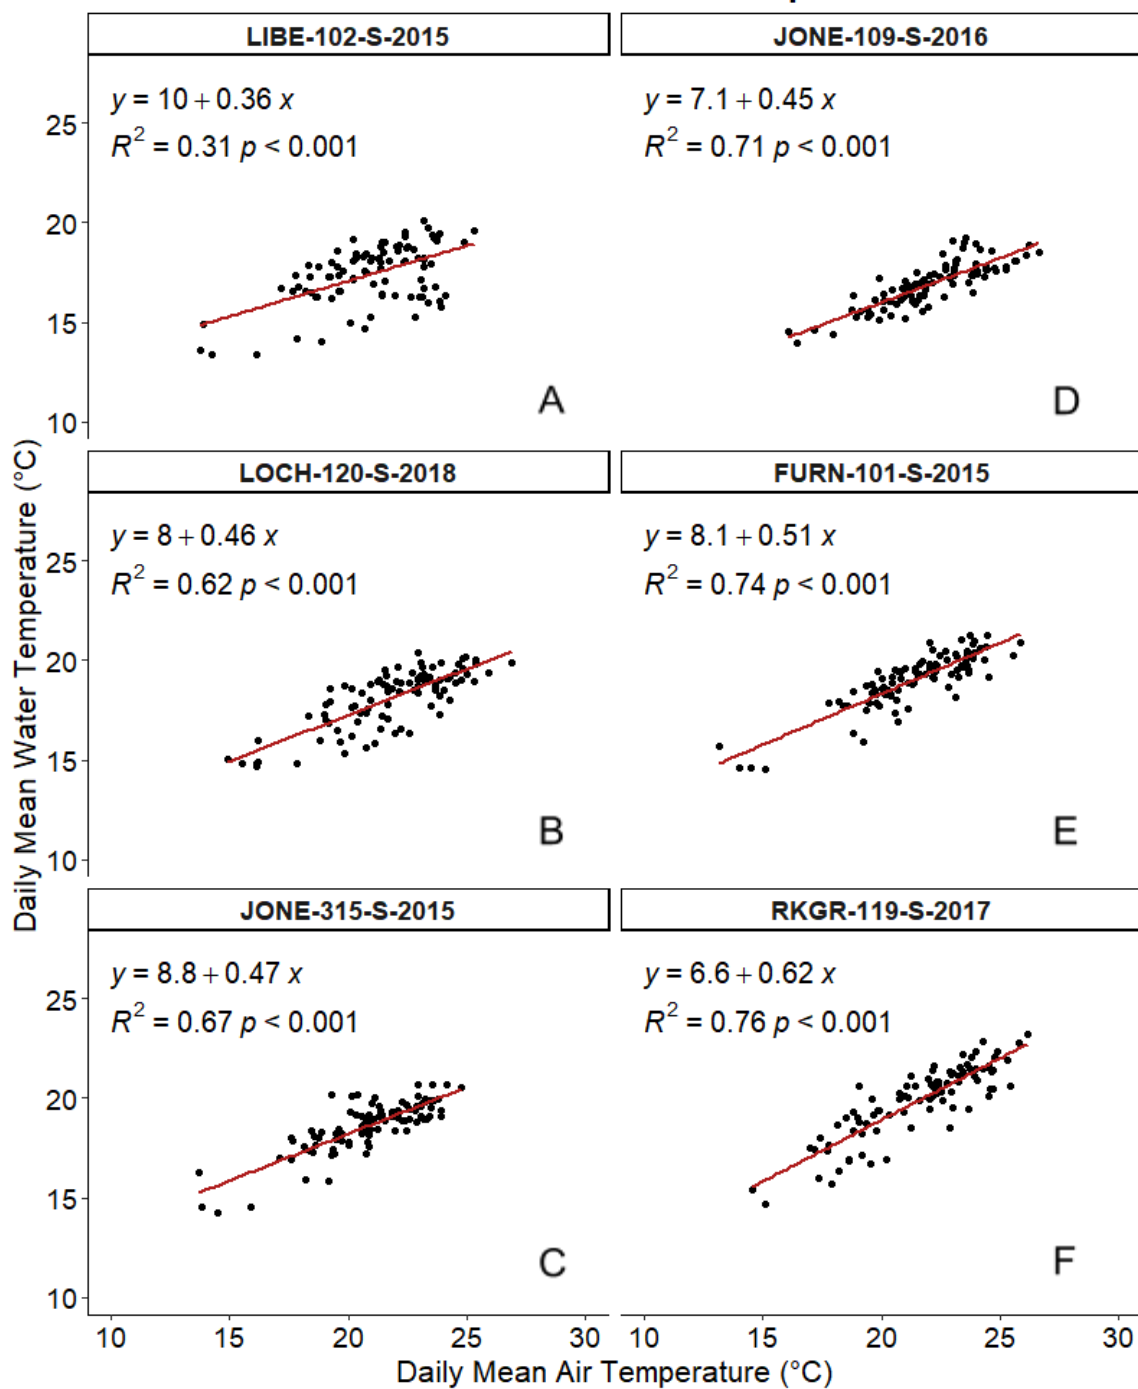 LIBE-102-S-2015
y = 10 + 0.36 x
R² = 0.31 p < 0.001
25
20
15
10
A
JONE-109-S-2016
y = 7.1 + 0.45 x
R² = 0.71 p < 0.001
D
LOCH-120-S-2018
y = 8 + 0.46 x
R² = 0.62 p < 0.001
25
20
15
10
B
FURN-101-S-2015
y = 8.1 + 0.51 x
R² = 0.74 p < 0.001
E
JONE-315-S-2015
y = 8.8 + 0.47 x
R² = 0.67 p < 0.001
25
20
15
10
C
RKGR-119-S-2017
y = 6.6 + 0.62 x
R² = 0.76 p < 0.001
F
10 15 20 25 30
10 15 20 25 30
Daily Mean Air Temperature (°C)
Daily Mean Water Temperature (°C)